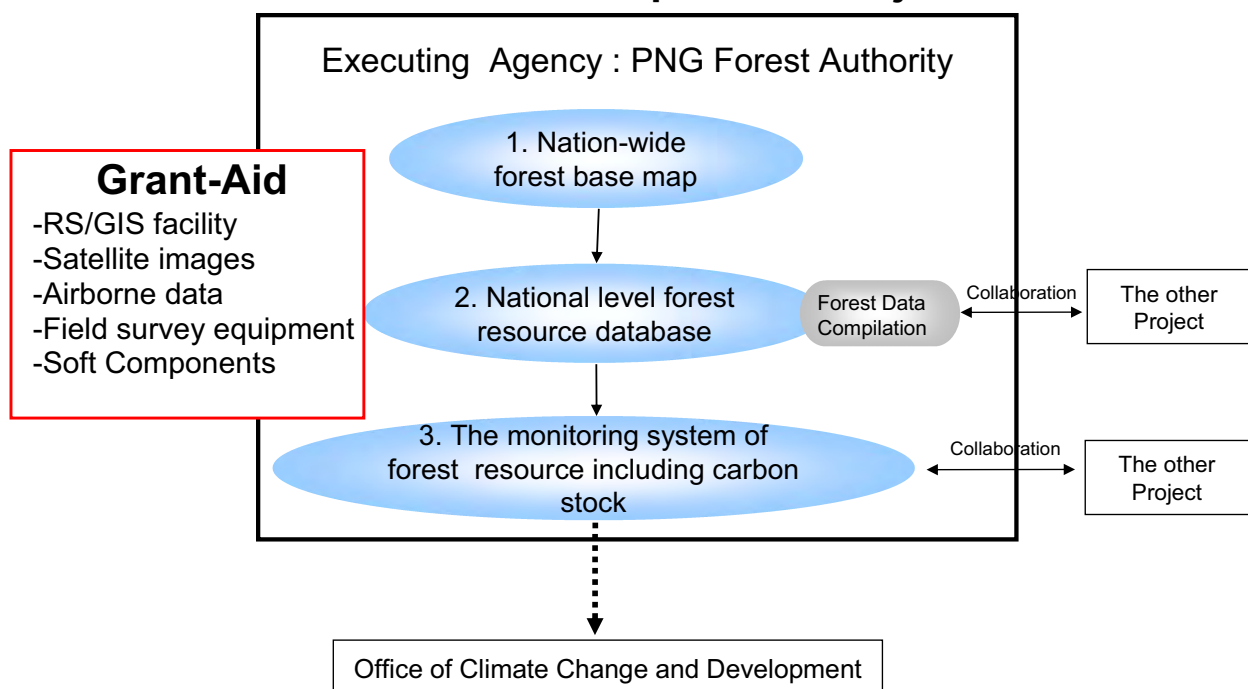 Executing Agency : PNG Forest Authority
1. Nation-wide
forest base map
Grant-Aid
-RS/GIS facility
-Satellite images
-Airborne data
-Field survey equipment
-Soft Components
2. National level forest
resource database
Forest Data
Compilation
Collaboration
The other
Project
3. The monitoring system of
forest resource including carbon
stock
Collaboration
The other
Project
Office of Climate Change and Development